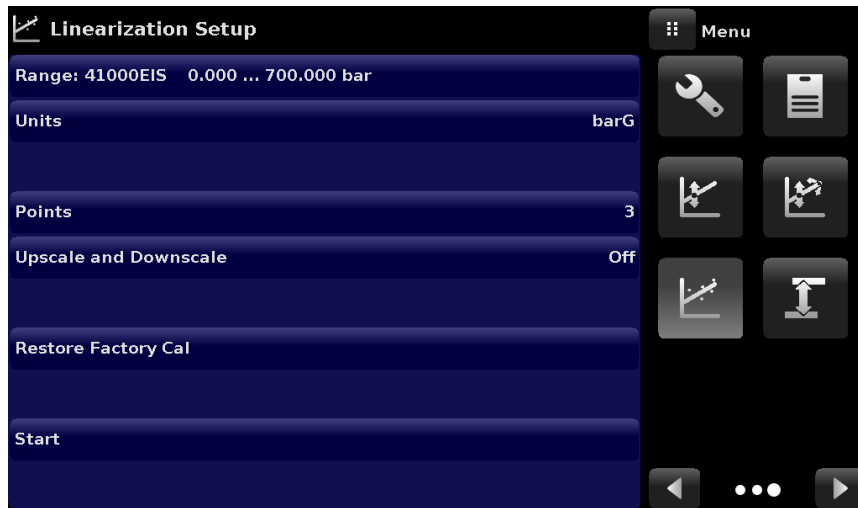 Linearization Setup
Menu
Range: 41000EIS 0.000 ... 700.000 bar
Units barG
Points 3
Upscale and Downscale Off
Restore Factory Cal
Start